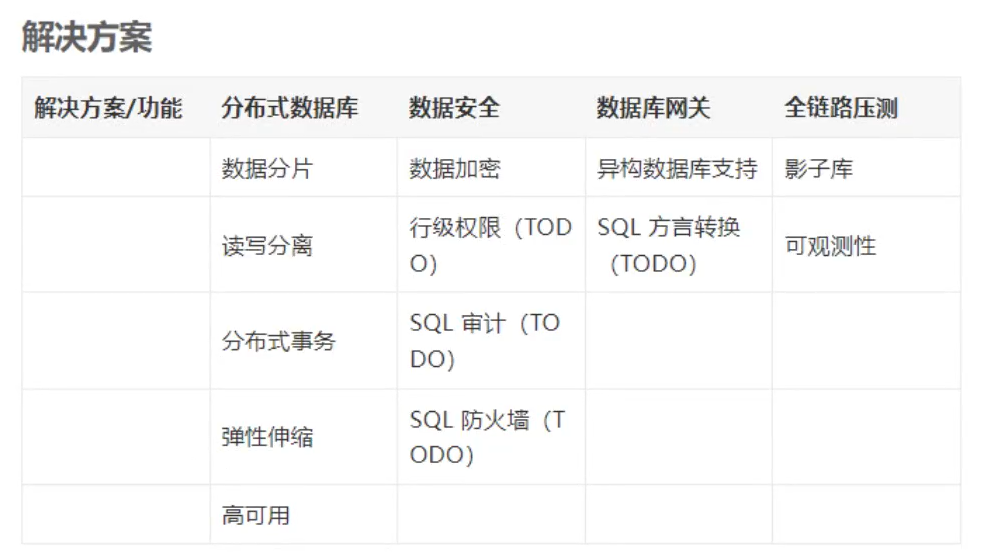 解决方案
解决方案/功能 分布式数据库 数据安全 数据库网关 全链路压测
数据分片 数据加密 异构数据库支持 影子库
读写分离 行级权限（TOD
O） SQL 方言转换
（TODO） 可观测性
分布式事务 SQL 审计（TO
DO）
弹性伸缩 SQL 防火墙（T
ODO）
高可用